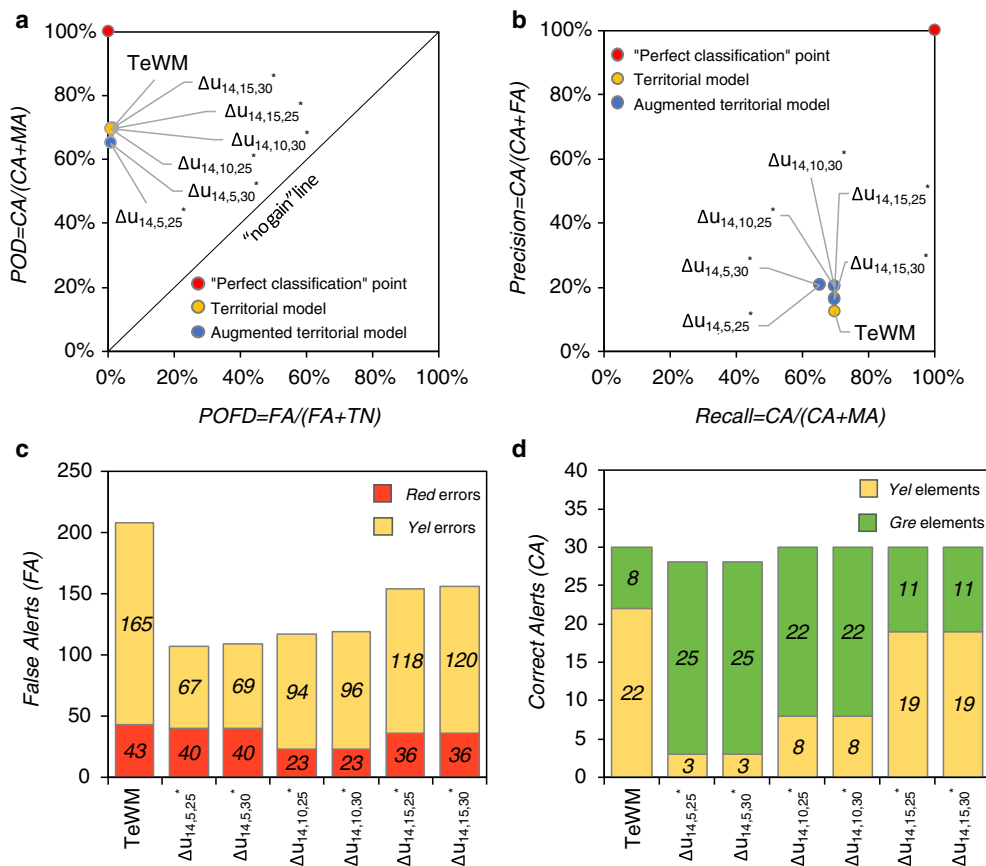 a
100%
80%
60%
40%
20%
0%
POD=CA/(CA+MA)
TeWM
Δu14,15,30*
Δu14,15,25*
Δu14,10,30*
Δu14,10,25*
Δu14,5,30*
Δu14,5,25*
"no gain" line
"Perfect classification" point
Territorial model
Augmented territorial model
0% 20% 40% 60% 80% 100%
POFD=FA/(FA+TN)
b
100%
80%
60%
40%
20%
0%
Precision=CA/(CA+FA)
"Perfect classification" point
Territorial model
Augmented territorial model
Δu14,10,30*
Δu14,15,25*
Δu14,10,25*
Δu14,5,30*
Δu14,15,30*
Δu14,5,25*
TeWM
0% 20% 40% 60% 80% 100%
Recall=CA/(CA+MA)
c
250
200
150
100
50
0
False Alerts (FA)
Red errors
Yel errors
165 67 69 94 96 118 120
43 40 40 23 23 36 36
TeWM
Δu14,5,25*
Δu14,5,30*
Δu14,10,25*
Δu14,10,30*
Δu14,15,25*
Δu14,15,30*
d
40
35
30
25
20
15
10
5
0
Correct Alerts (CA)
Yel elements
Gre elements
8 25 25 22 22 11 11
22 3 3 8 8 19 19
TeWM
Δu14,5,25*
Δu14,5,30*
Δu14,10,25*
Δu14,10,30*
Δu14,15,25*
Δu14,15,30*